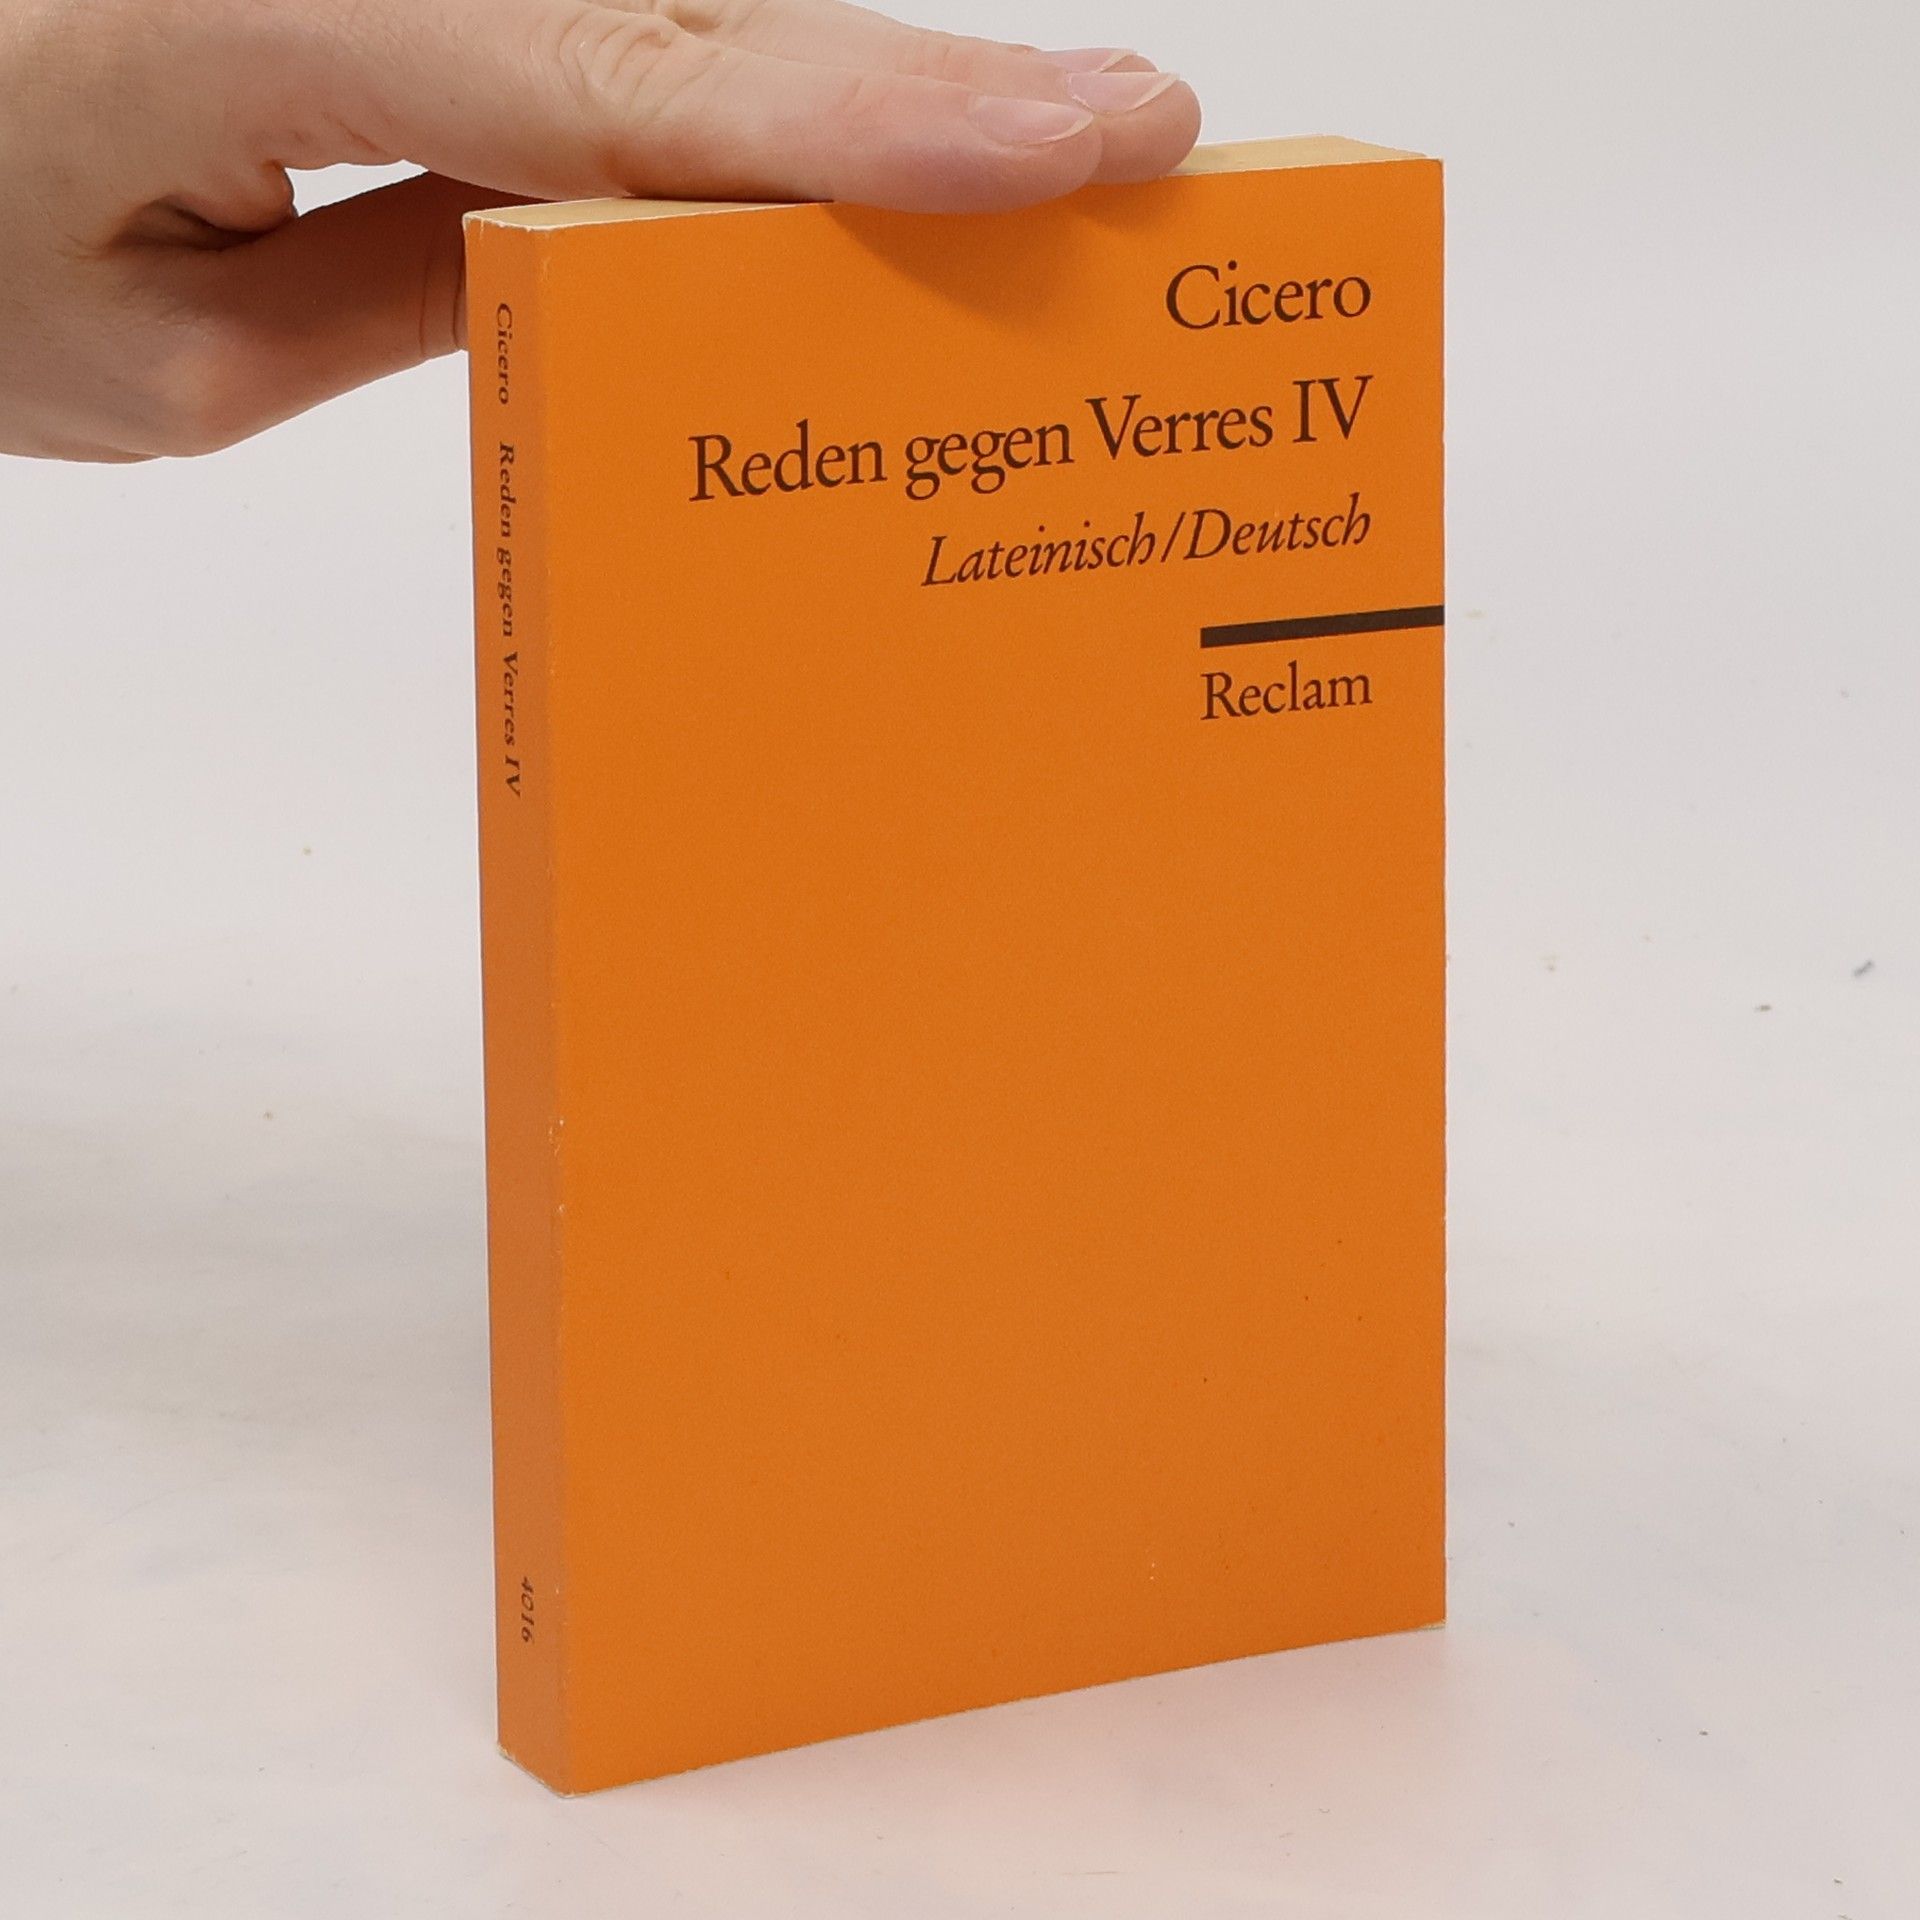 Cicero
Reden gegen Verres IV
Lateinisch/Deutsch
Reclam
Cicero Reden gegen Verres IV
4016